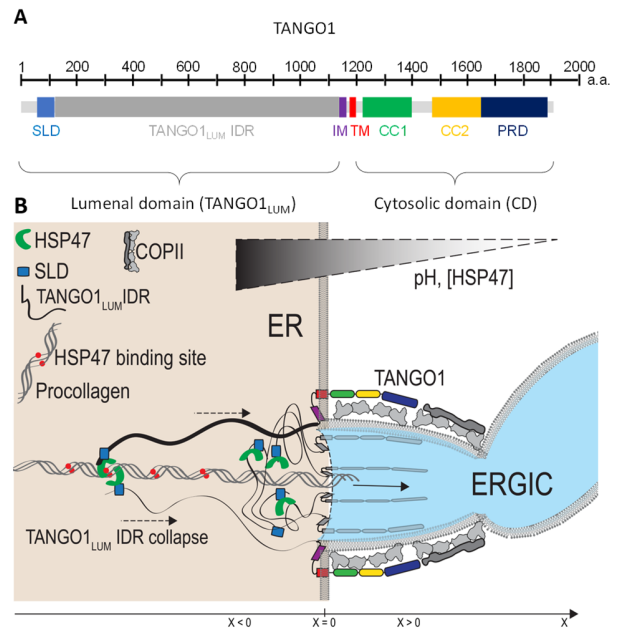 A
TANGO1
1 200 400 600 800 1000 1200 1400 1600 1800 2000
a.a.
SLD TANGO1LUM IDR IM TM CC1 CC2 PRD
Lumenal domain (TANGO1LUM) Cytosolic domain (CD)
B
HSP47
COPII
SLD
TANGO1LUMIDR
HSP47 binding site
Procollagen
ER
pH, [HSP47]
TANGO1
ERGIC
TANGO1LUM IDR collapse
X < 0 X = 0 X > 0 X